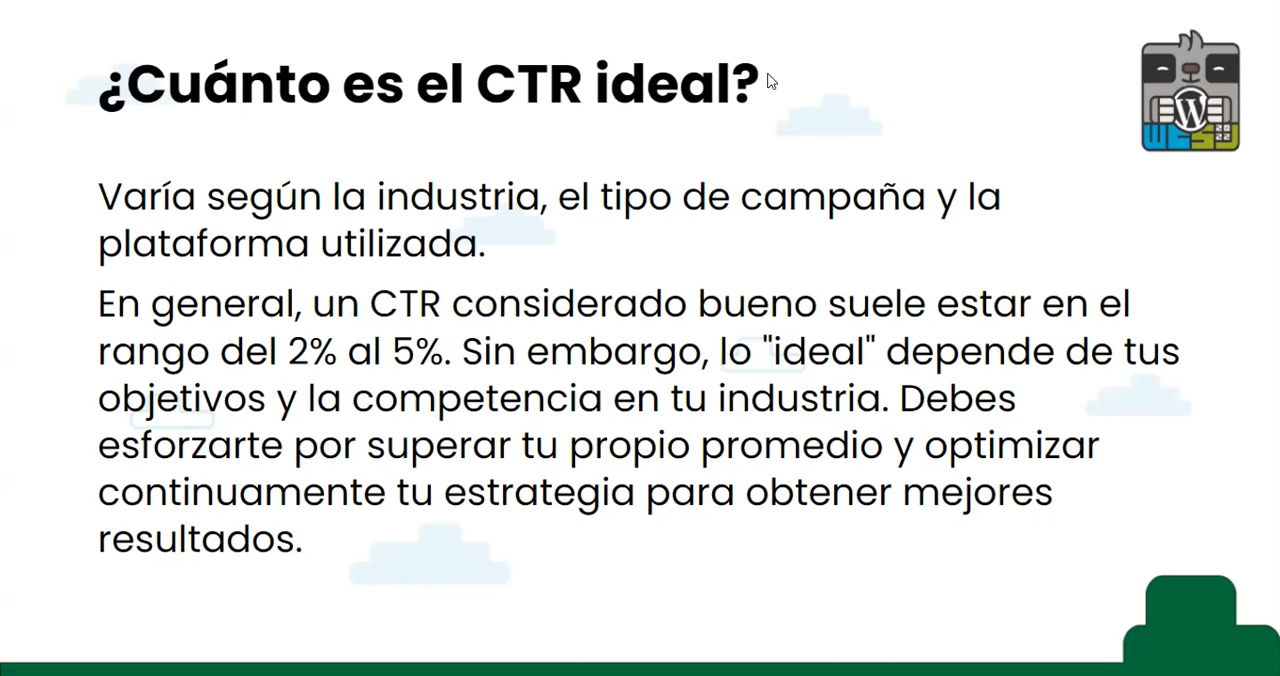 ¿Cuánto es el CTR ideal?
Varía según la industria, el tipo de campaña y la
plataforma utilizada.
En general, un CTR considerado bueno suele estar en el
rango del 2% al 5%. Sin embargo, lo "ideal" depende de tus
objetivos y la competencia en tu industria. Debes
esforzarte por superar tu propio promedio y optimizar
continuamente tu estrategia para obtener mejores
resultados.